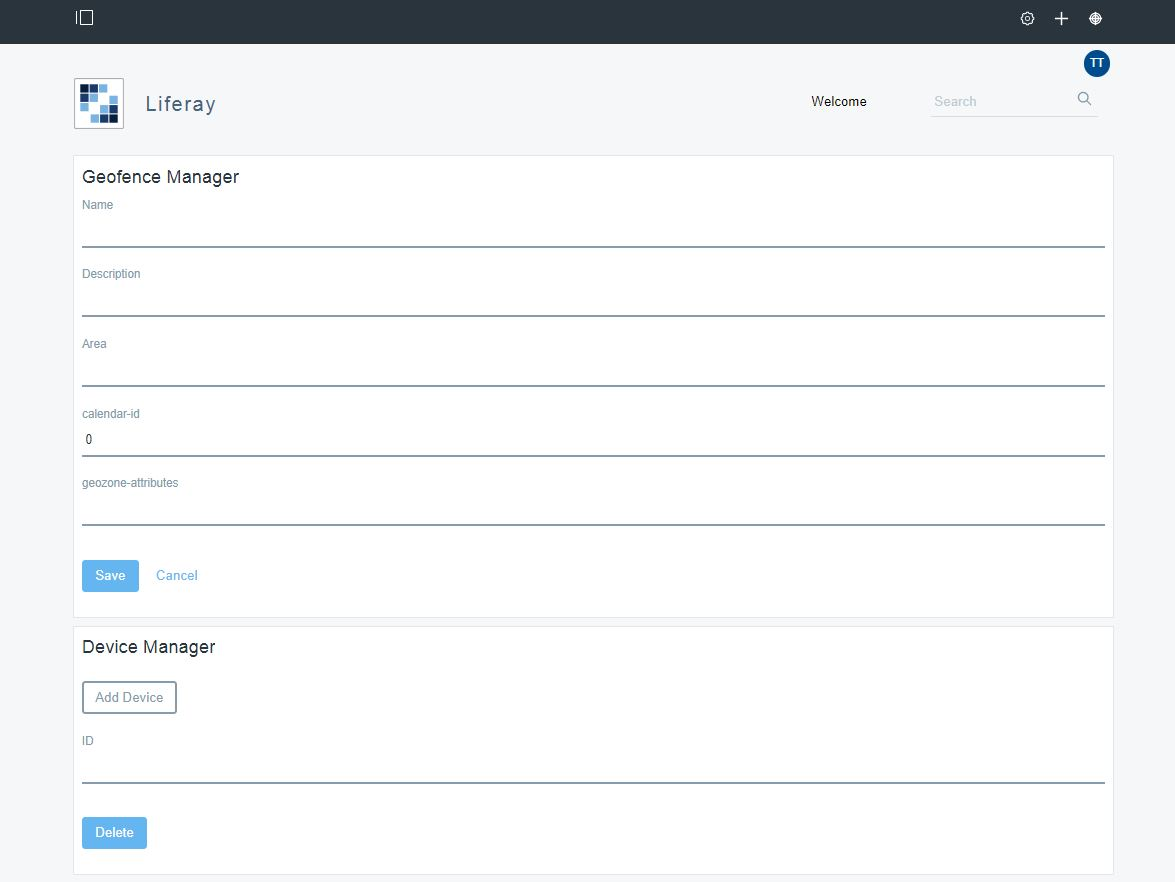 TT
Liferay
Welcome
Search
Geofence Manager
Name
Description
Area
calendar-id
0
geozone-attributes
Save Cancel
Device Manager
Add Device
ID
Delete